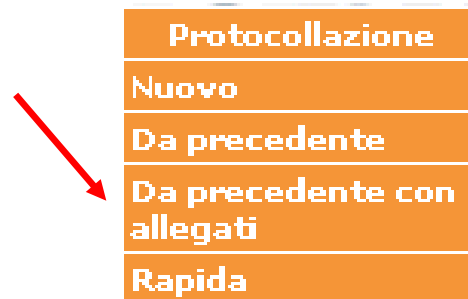 Protocollazione
Nuovo
Da precedente
Da precedente con
allegati
Rapida